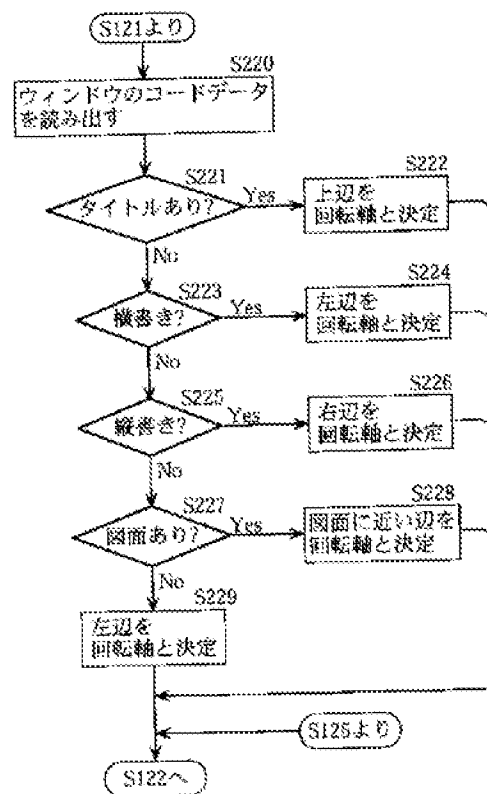 S121より
S220
ウィンドウのコードデータ
を読み出す
S221
タイトルあり?
Yes
S222
上辺を
回転軸と決定
No
S223
横書き?
Yes
S224
左辺を
回転軸と決定
No
S225
縦書き?
Yes
S226
右辺を
回転軸と決定
No
S227
図面あり?
Yes
S228
図面に近い辺を
回転軸と決定
No
S229
左辺を
回転軸と決定
S125より
S122へ